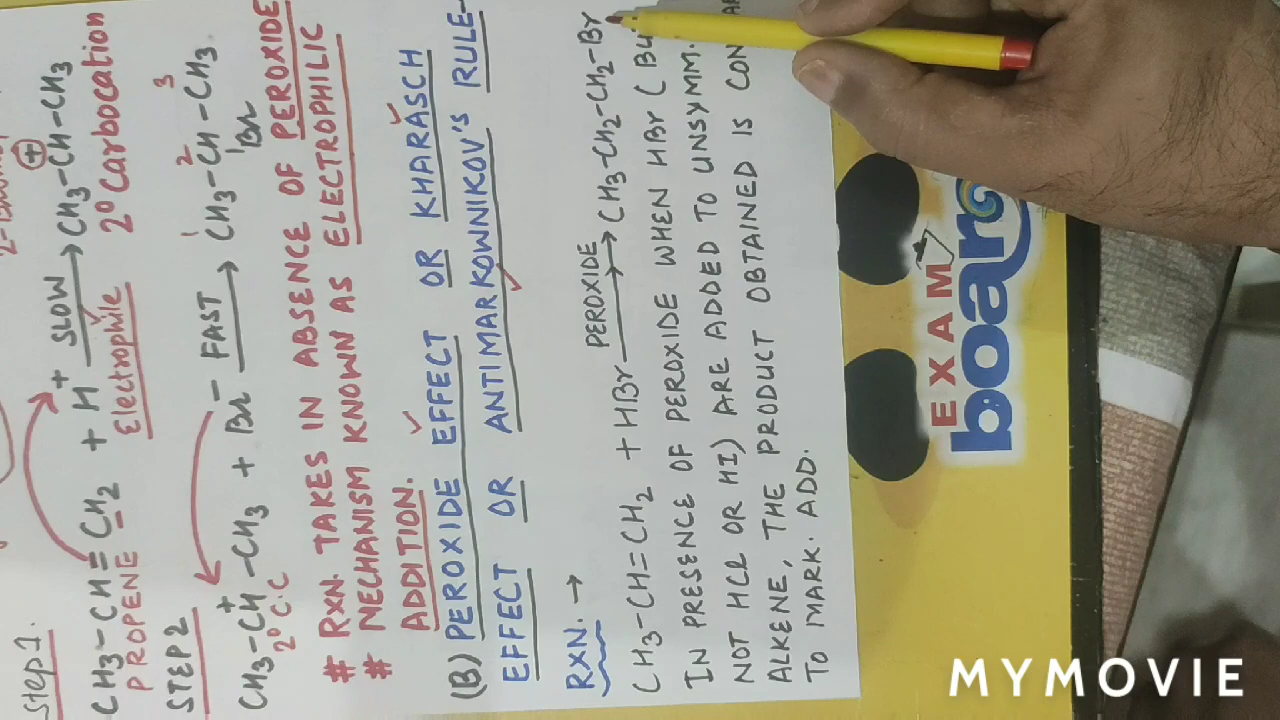 Step 1.
CH3-CH=CH2 + H+ SLOW→ CH3-CH-CH3
PROPENE Electrophile 2° Carbocation
STEP 2
CH3-CH+-CH3 + Br- FAST→ CH3-CH-CH3
2° C.C Br
1 2 3
# RXN. TAKES IN ABSENCE OF PEROXIDE
# MECHANISM KNOWN AS ELECTROPHILIC
ADDITION.
(B) PEROXIDE EFFECT OR KHARASCH
EFFECT OR ANTIMARKOWNIKOV'S RULE-
RXN. →
CH3-CH=CH2 + HBr PEROXIDE→ CH3-CH2-CH2-Br
IN PRESENCE OF PEROXIDE WHEN HBr (
NOT HCl OR HI) ARE ADDED TO UNSYMM.
ALKENE, THE PRODUCT OBTAINED IS
TO MARK. ADD.
EXAM
board
MYMOVIE